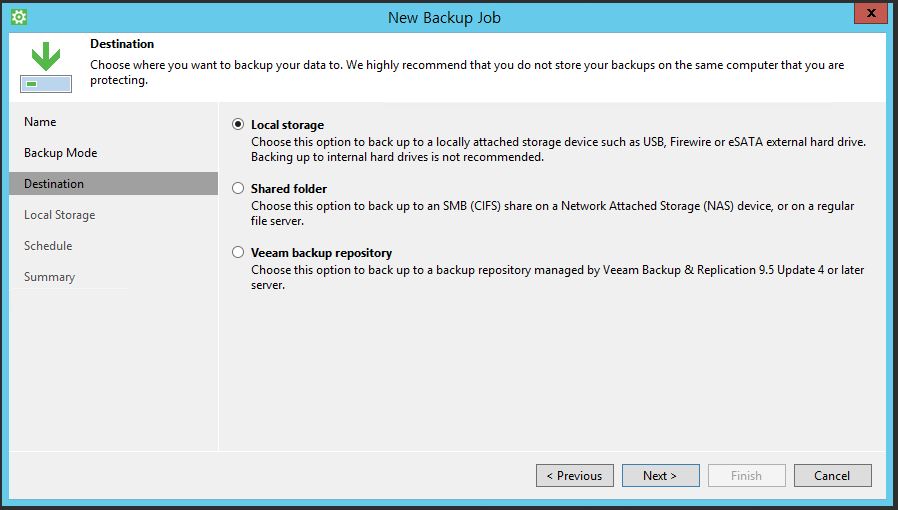 New Backup Job
x
Destination
Choose where you want to backup your data to. We highly recommend that you do not store your backups on the same computer that you are
protecting.
Name
Backup Mode
Destination
Local Storage
Schedule
Summary
Local storage
Choose this option to back up to a locally attached storage device such as USB, Firewire or eSATA external hard drive.
Backing up to internal hard drives is not recommended.
Shared folder
Choose this option to back up to an SMB (CIFS) share on a Network Attached Storage (NAS) device, or on a regular
file server.
Veeam backup repository
Choose this option to back up to a backup repository managed by Veeam Backup & Replication 9.5 Update 4 or later
server.
< Previous
Next >
Finish
Cancel